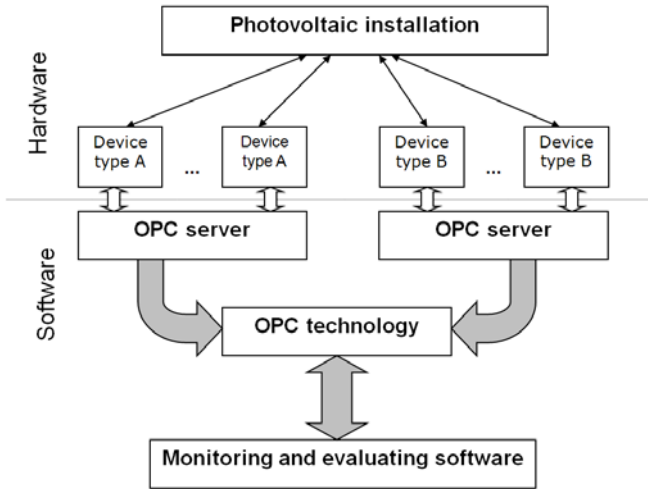 Photovoltaic installation
Hardware
Device
type A
...
Device
type A
Device
type B
...
Device
type B
OPC server
OPC server
Software
OPC technology
Monitoring and evaluating software